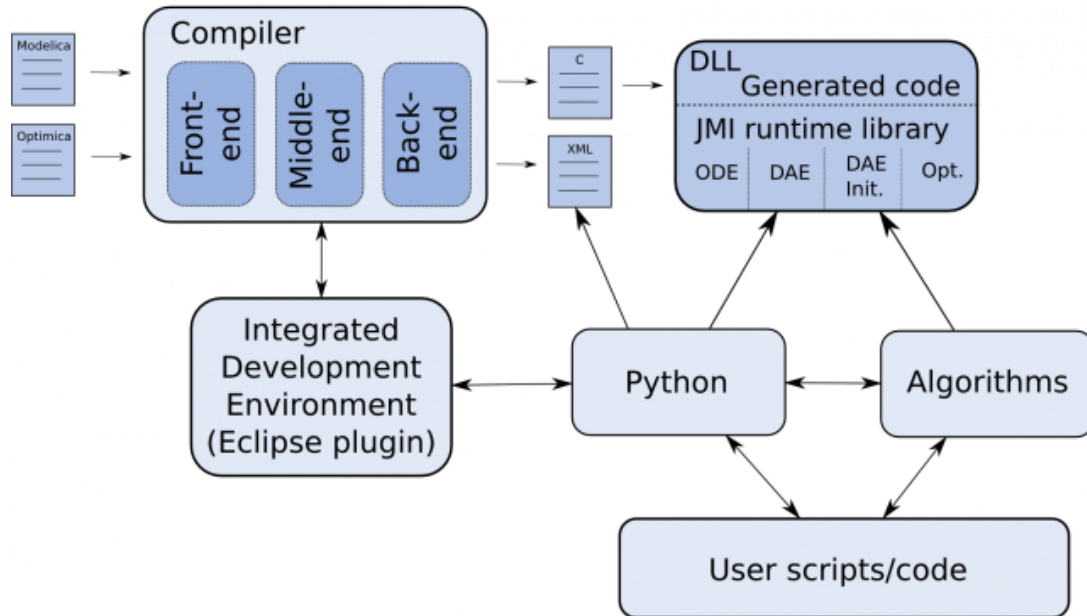 Modelica
Optimica
Compiler
Front-
end
Middle-
end
Back-
end
C
XML
DLL
Generated code
JMI runtime library
ODE
DAE
DAE
Init.
Opt.
Integrated
Development
Environment
(Eclipse plugin)
Python
Algorithms
User scripts/code